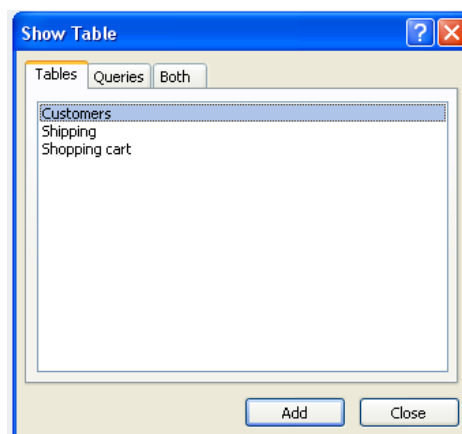 Show Table
Tables Queries Both
Customers
Shipping
Shopping cart
Add Close